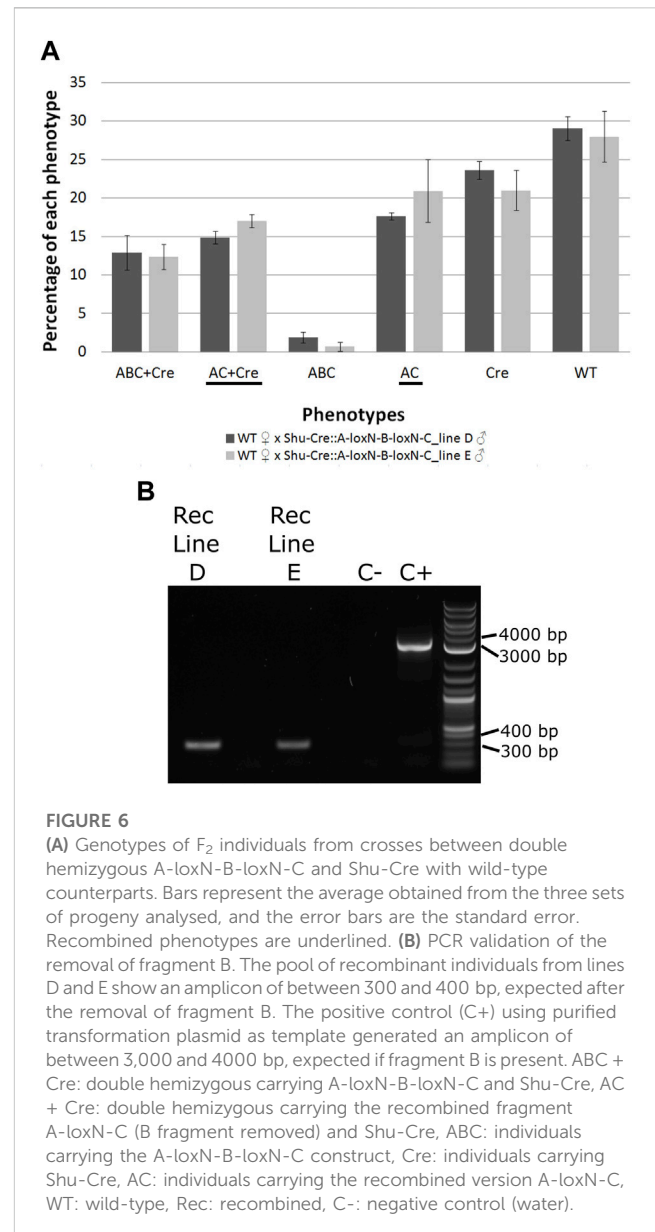 A
Percentage of each phenotype
35
30
25
20
15
10
5
0
ABC+Cre AC+Cre ABC AC Cre WT
Phenotypes
■ WT ♀ x Shu-Cre::A-loxN-B-loxN-C_line D ♂
■ WT ♀ x Shu-Cre::A-loxN-B-loxN-C_line E ♂
B
Rec Line D
Rec Line E
C-
C+
4000 bp
3000 bp
400 bp
300 bp
FIGURE 6
(A) Genotypes of F₂ individuals from crosses between double
hemizygous A-loxN-B-loxN-C and Shu-Cre with wild-type
counterparts. Bars represent the average obtained from the three sets
of progeny analysed, and the error bars are the standard error.
Recombined phenotypes are underlined. (B) PCR validation of the
removal of fragment B. The pool of recombinant individuals from lines
D and E show an amplicon of between 300 and 400 bp, expected after
the removal of fragment B. The positive control (C+) using purified
transformation plasmid as template generated an amplicon of
between 3,000 and 4000 bp, expected if fragment B is present. ABC +
Cre: double hemizygous carrying A-loxN-B-loxN-C and Shu-Cre, AC
+ Cre: double hemizygous carrying the recombined fragment
A-loxN-C (B fragment removed) and Shu-Cre, ABC: individuals
carrying the A-loxN-B-loxN-C construct, Cre: individuals carrying
Shu-Cre, AC: individuals carrying the recombined version A-loxN-C,
WT: wild-type, Rec: recombined, C-: negative control (water).